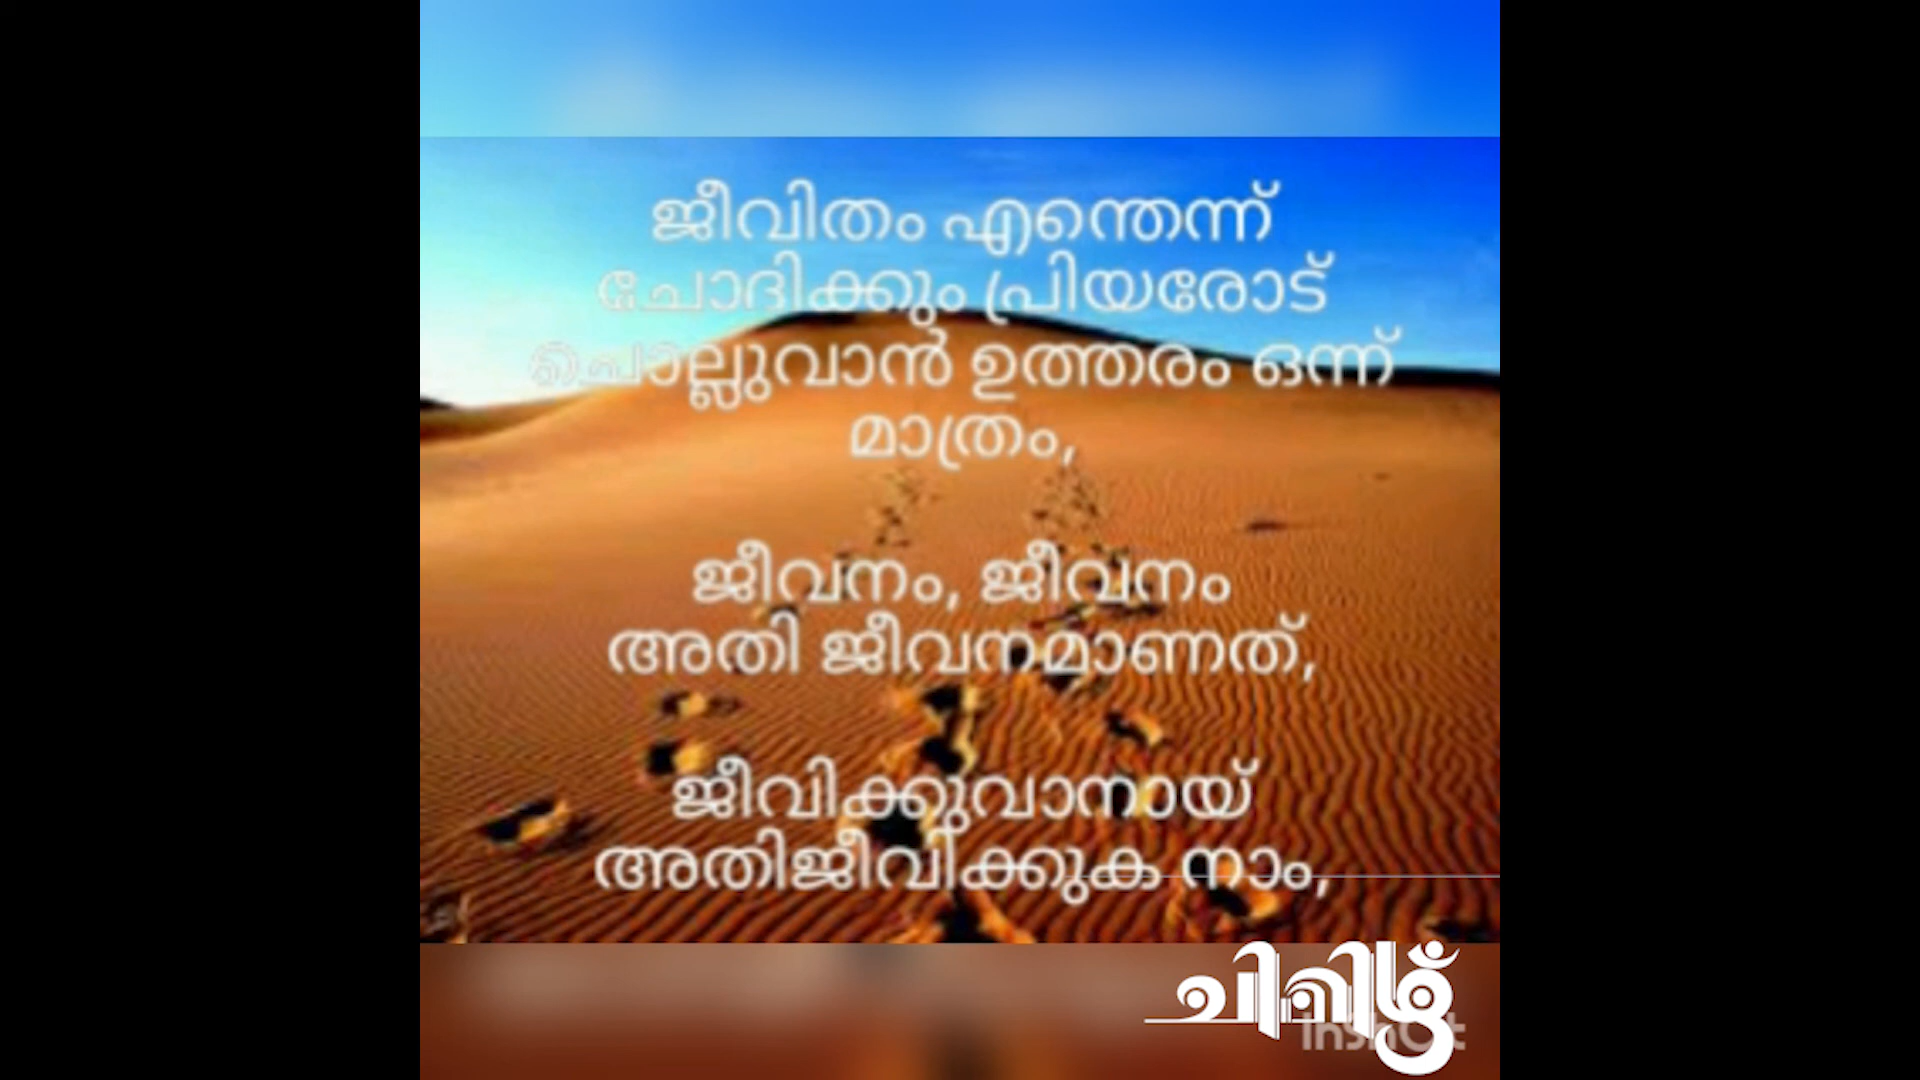 ജീവിതം എന്തെന്ന്
ചോദിക്കും പ്രിയരോട്
ചൊല്ലുവാൻ ഉത്തരം ഒന്ന്
മാത്രം,
ജീവനം, ജീവനം
അതി ജീവനമാണത്,
ജീവിക്കുവാനായ്
അതിജീവിക്കുക നാം,
ചിമിഴ്
InShOt